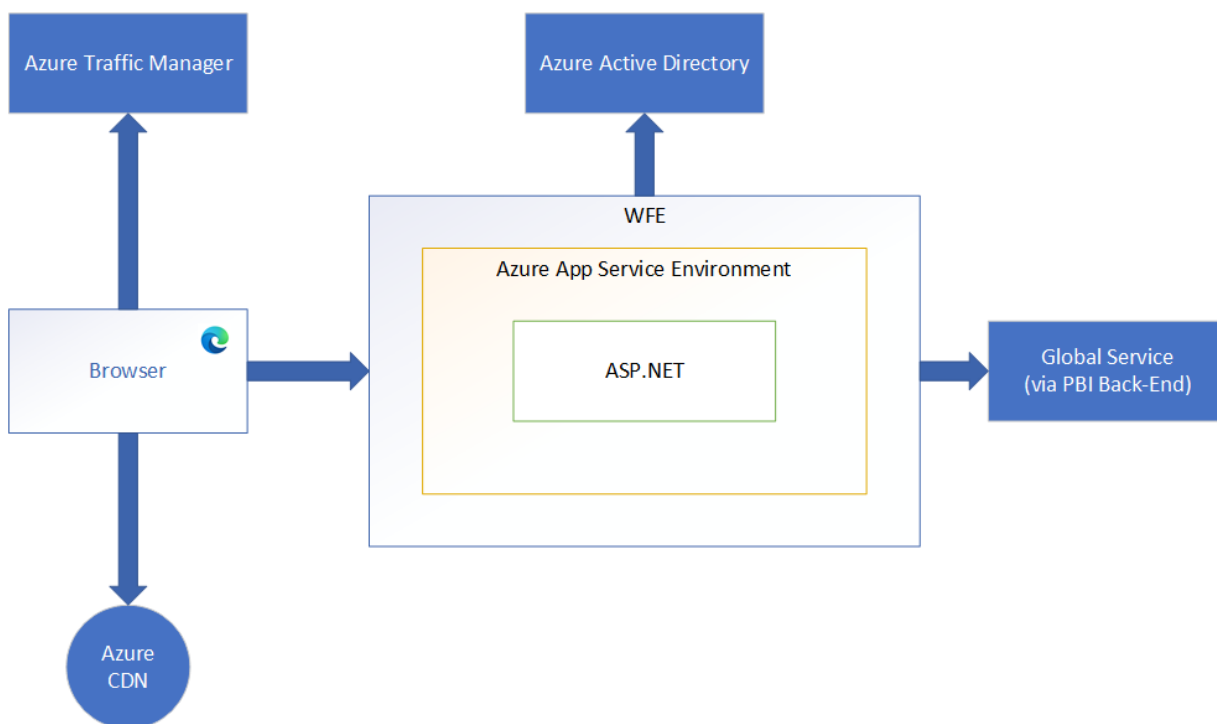 Azure Traffic Manager
Azure Active Directory
WFE
Azure App Service Environment
Browser
ASP.NET
Global Service
(via PBI Back-End)
Azure
CDN